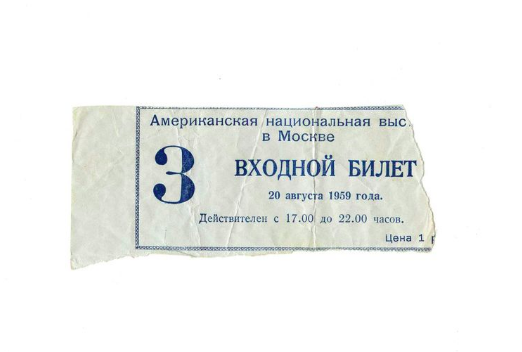 Американская национальная выс
в Москве
3
ВХОДНОЙ БИЛЕТ
20 августа 1959 года.
Действителен с 17.00 до 22.00 часов.
Цена 1 р